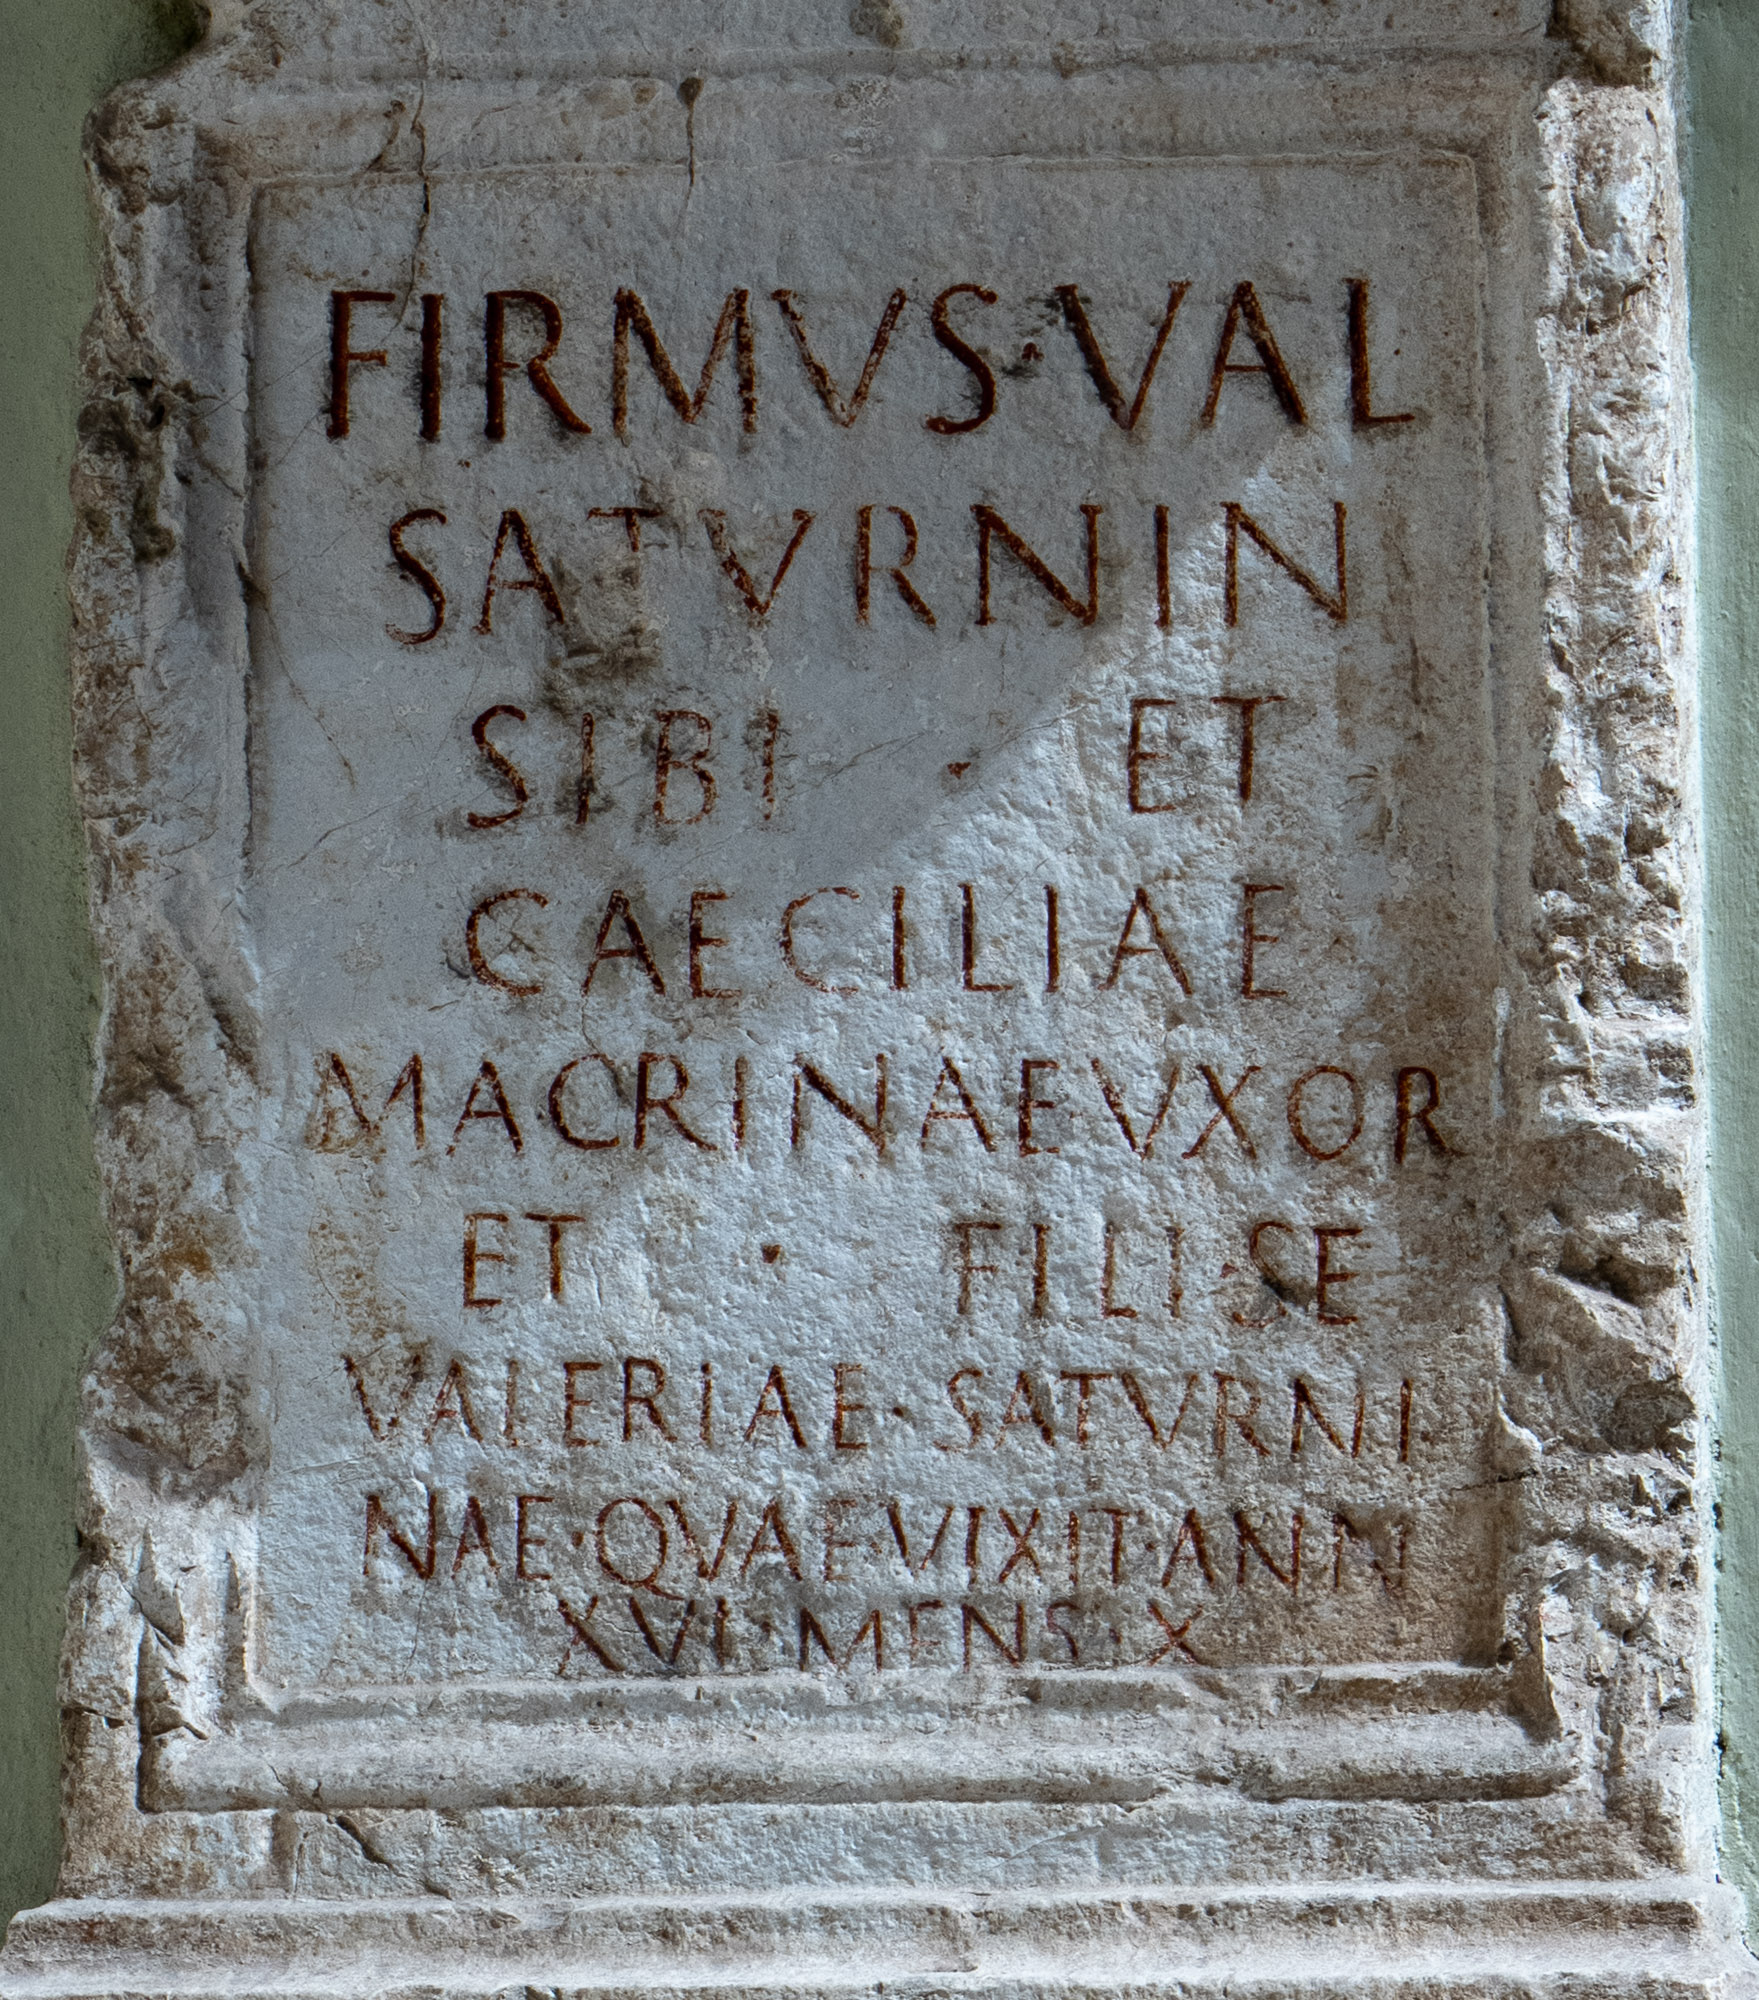 FIRMVS·VAL
SATVRNIN
SIBI · ET
CAECILIAE
MACRINAE·VXOR
ET · FILI·SE
VALERIAE·SATVRNI
NAE·QVAE·VIXIT·ANN
XVI·MENS·X